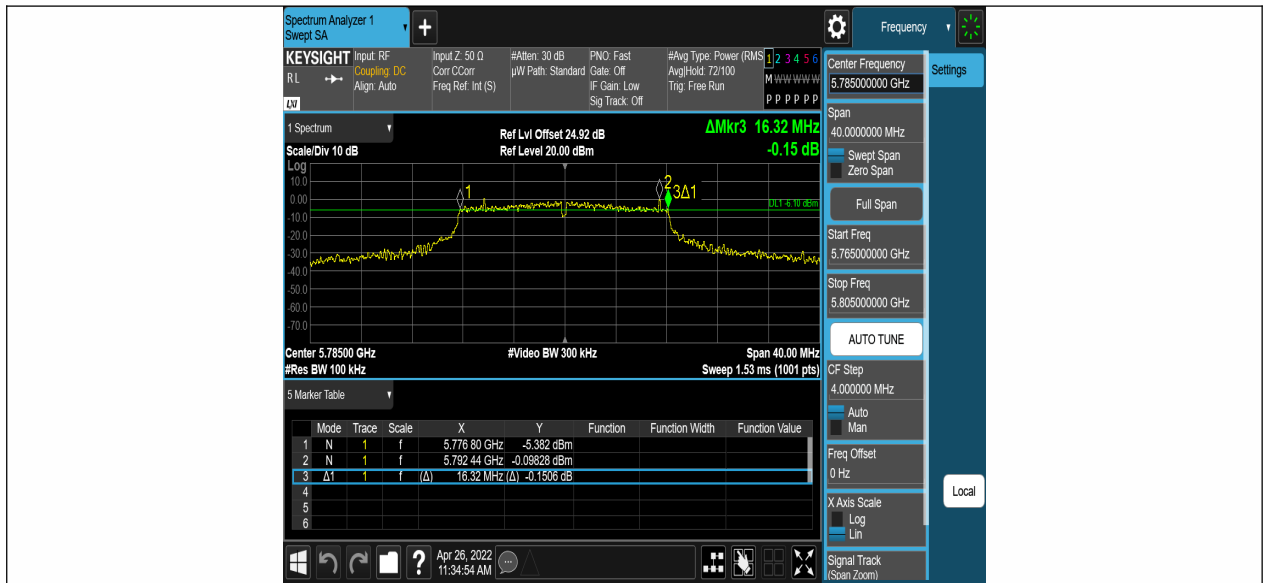 Spectrum Analyzer 1
Swept SA
+
Frequency
KEYSIGHT
RL
LXI
Input: RF
Coupling: DC
Align: Auto
Input Z: 50 Ω
Corr CCorr
Freq Ref: Int (S)
#Atten: 30 dB
µW Path: Standard
PNO: Fast
Gate: Off
IF Gain: Low
Sig Track: Off
#Avg Type: Power (RMS
Avg|Hold: 72/100
Trig: Free Run
1 2 3 4 5 6
M W W W W W
P P P P P P
1 Spectrum
Scale/Div 10 dB
Ref Lvl Offset 24.92 dB
Ref Level 20.00 dBm
ΔMkr3 16.32 MHz
-0.15 dB
Log
10.0
0.00
-10.0
-20.0
-30.0
-40.0
-50.0
-60.0
-70.0
1
2
3Δ1
DL1 -6.10 dBm
Center 5.78500 GHz
#Res BW 100 kHz
#Video BW 300 kHz
Span 40.00 MHz
Sweep 1.53 ms (1001 pts)
5 Marker Table
Mode Trace Scale X Y Function Function Width Function Value
1 N 1 f 5.776 80 GHz -5.382 dBm
2 N 1 f 5.792 44 GHz -0.09828 dBm
3 Δ1 1 f (Δ) 16.32 MHz (Δ) -0.1506 dB
4
5
6
?
Apr 26, 2022
11:34:54 AM
Center Frequency
5.785000000 GHz
Span
40.0000000 MHz
Swept Span
Zero Span
Full Span
Start Freq
5.765000000 GHz
Stop Freq
5.805000000 GHz
AUTO TUNE
CF Step
4.000000 MHz
Auto
Man
Freq Offset
0 Hz
X Axis Scale
Log
Lin
Signal Track
(Span Zoom)
Settings
Local